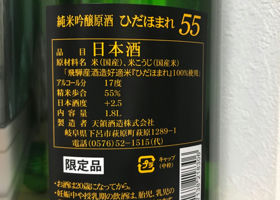 純米吟醸原酒 ひだほまれ 55
品目 日本酒
原材料名 米(国産)、米こうじ(国産米)
「飛騨産酒造好適米『ひだほまれ』100%使用」
アルコール分 17度
精米歩合 55%
日本酒度 +2.5
内容量 1.8L
製造者 天領酒造株式会社
岐阜県下呂市萩原町萩原1289-1
電話(0576)52-1515(代)
限定品
キャップ
(中栓)
・お酒は20歳になってから。
・妊娠中や授乳期の飲酒は、胎児、乳児の